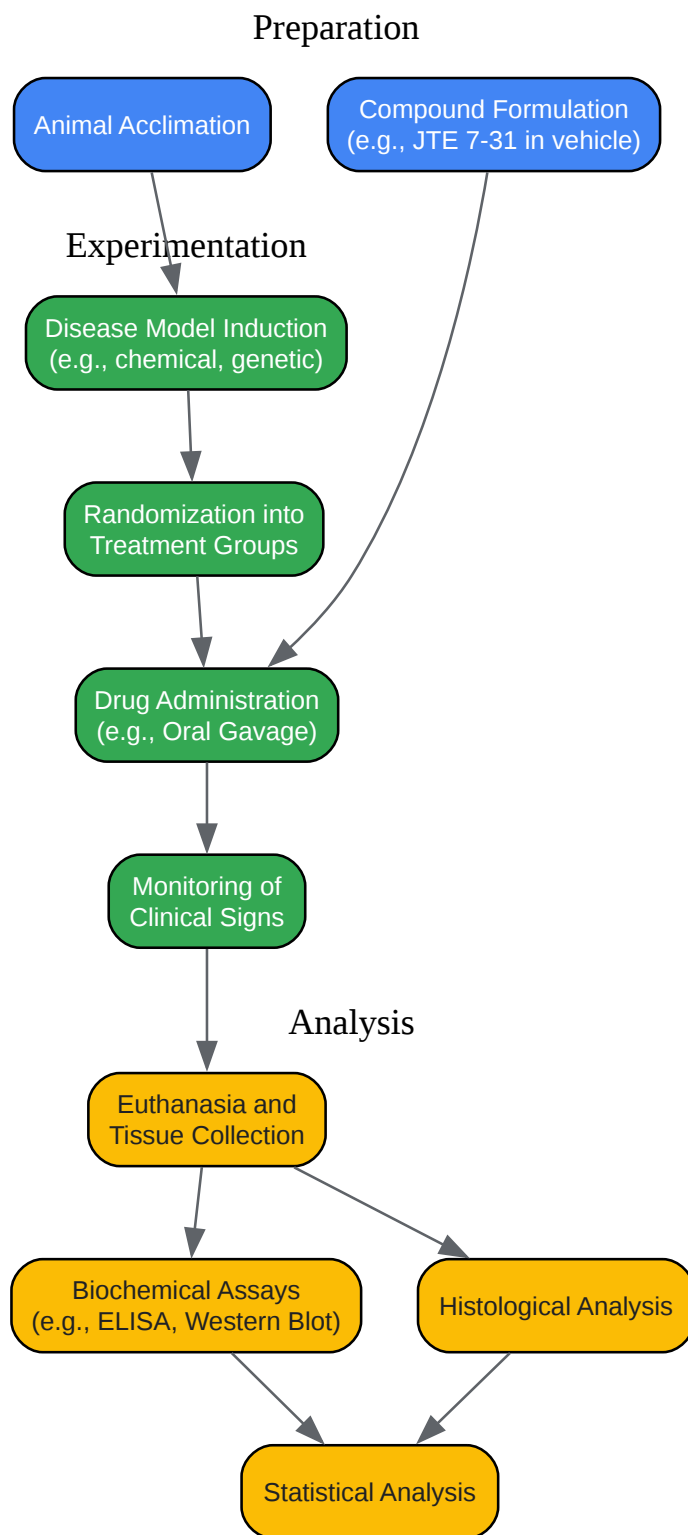 Preparation
Animal Acclimation
Compound Formulation
(e.g., JTE 7-31 in vehicle)
Experimentation
Disease Model Induction
(e.g., chemical, genetic)
Randomization into
Treatment Groups
Drug Administration
(e.g., Oral Gavage)
Monitoring of
Clinical Signs
Analysis
Euthanasia and
Tissue Collection
Biochemical Assays
(e.g., ELISA, Western Blot)
Histological Analysis
Statistical Analysis